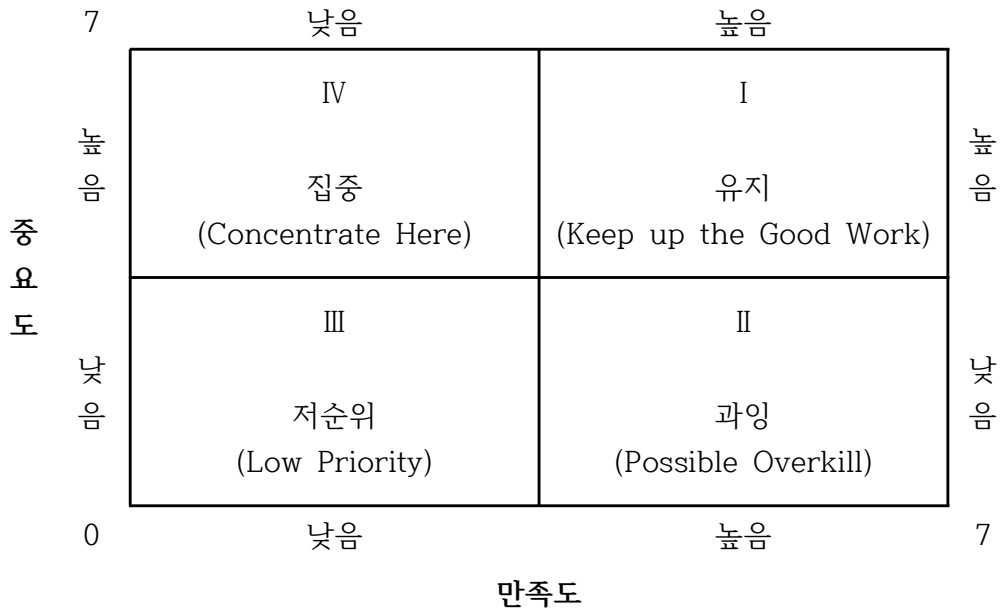 7 낮음 높음
Ⅳ Ⅰ
높음 집중 유지 높음
(Concentrate Here) (Keep up the Good Work)
중요도
Ⅲ Ⅱ
낮음 저순위 과잉 낮음
(Low Priority) (Possible Overkill)
0 낮음 높음 7
만족도